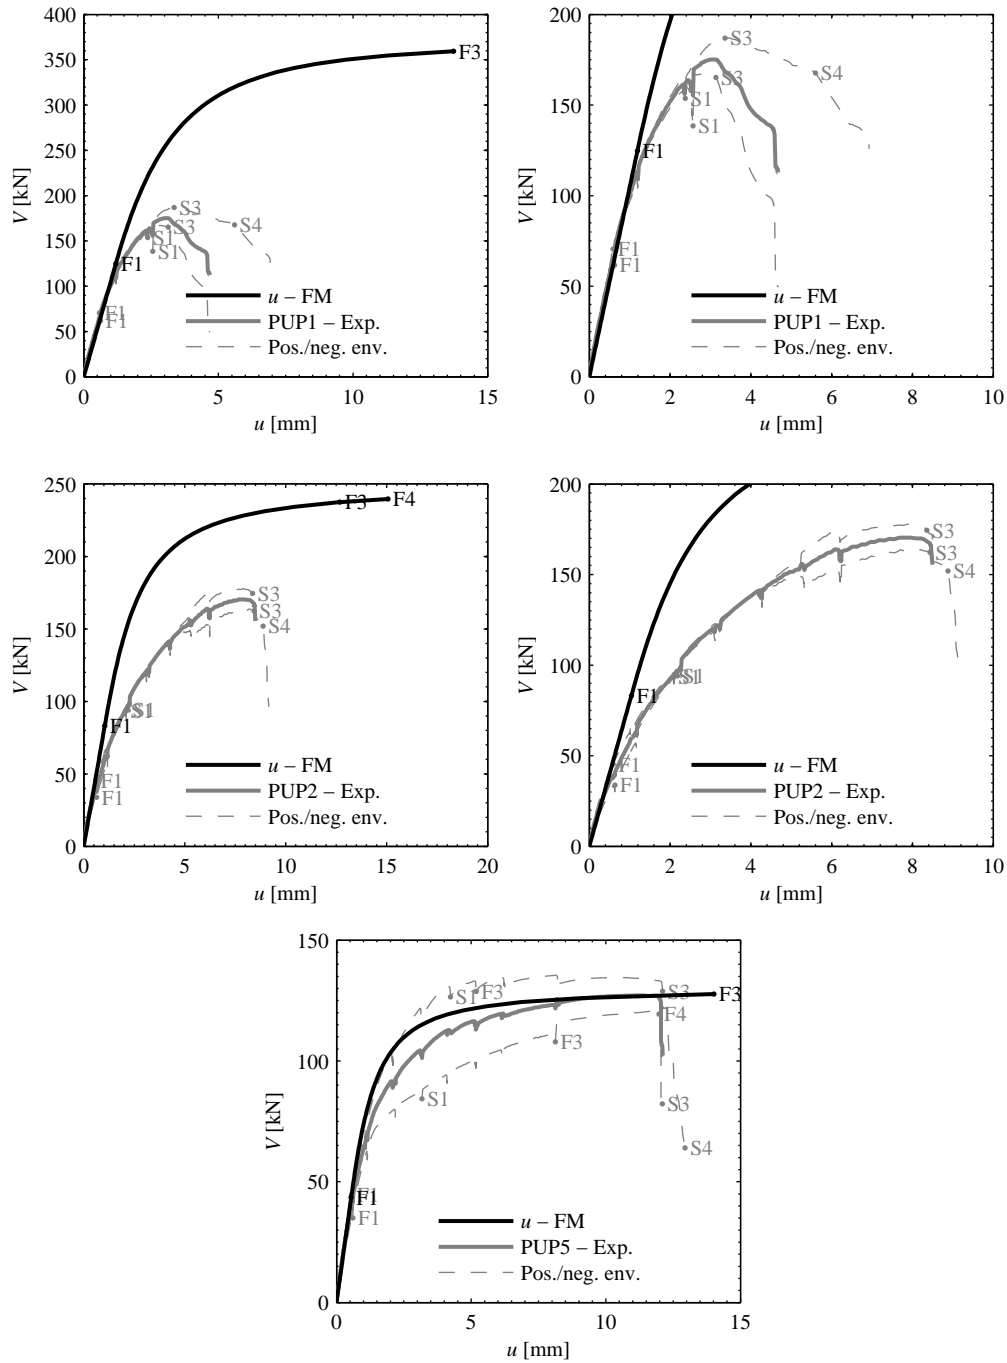 400
350
300
250
200
150
100
50
0
V [kN]
F3
S3
S4
S3
S1
S1
F1
F1
F1
u – FM
PUP1 – Exp.
Pos./neg. env.
0 5 10 15
u [mm]
200
150
100
50
0
V [kN]
S3
S3
S4
S1
S1
F1
F1
F1
u – FM
PUP1 – Exp.
Pos./neg. env.
0 2 4 6 8 10
u [mm]
250
200
150
100
50
0
V [kN]
F3 F4
S3
S3
S4
S1
S1
F1
F1
F1
u – FM
PUP2 – Exp.
Pos./neg. env.
0 5 10 15 20
u [mm]
200
150
100
50
0
V [kN]
S3
S3
S4
S1
S1
F1
F1
F1
u – FM
PUP2 – Exp.
Pos./neg. env.
0 2 4 6 8 10
u [mm]
150
100
50
0
V [kN]
S1 F3
S3
F3
F4
F3
S1
S3
S4
F1
F1
F1
u – FM
PUP5 – Exp.
Pos./neg. env.
0 5 10 15
u [mm]